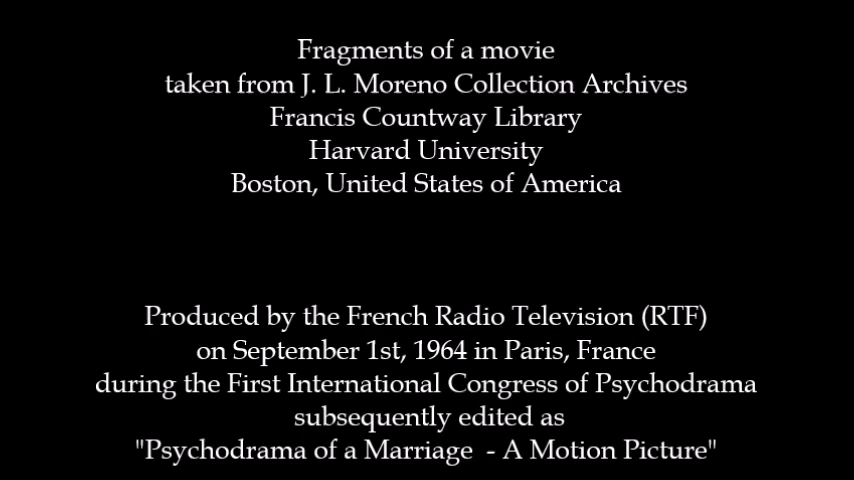 Fragments of a movie
taken from J. L. Moreno Collection Archives
Francis Countway Library
Harvard University
Boston, United States of America
Produced by the French Radio Television (RTF)
on September 1st, 1964 in Paris, France
during the First International Congress of Psychodrama
subsequently edited as
"Psychodrama of a Marriage  - A Motion Picture"